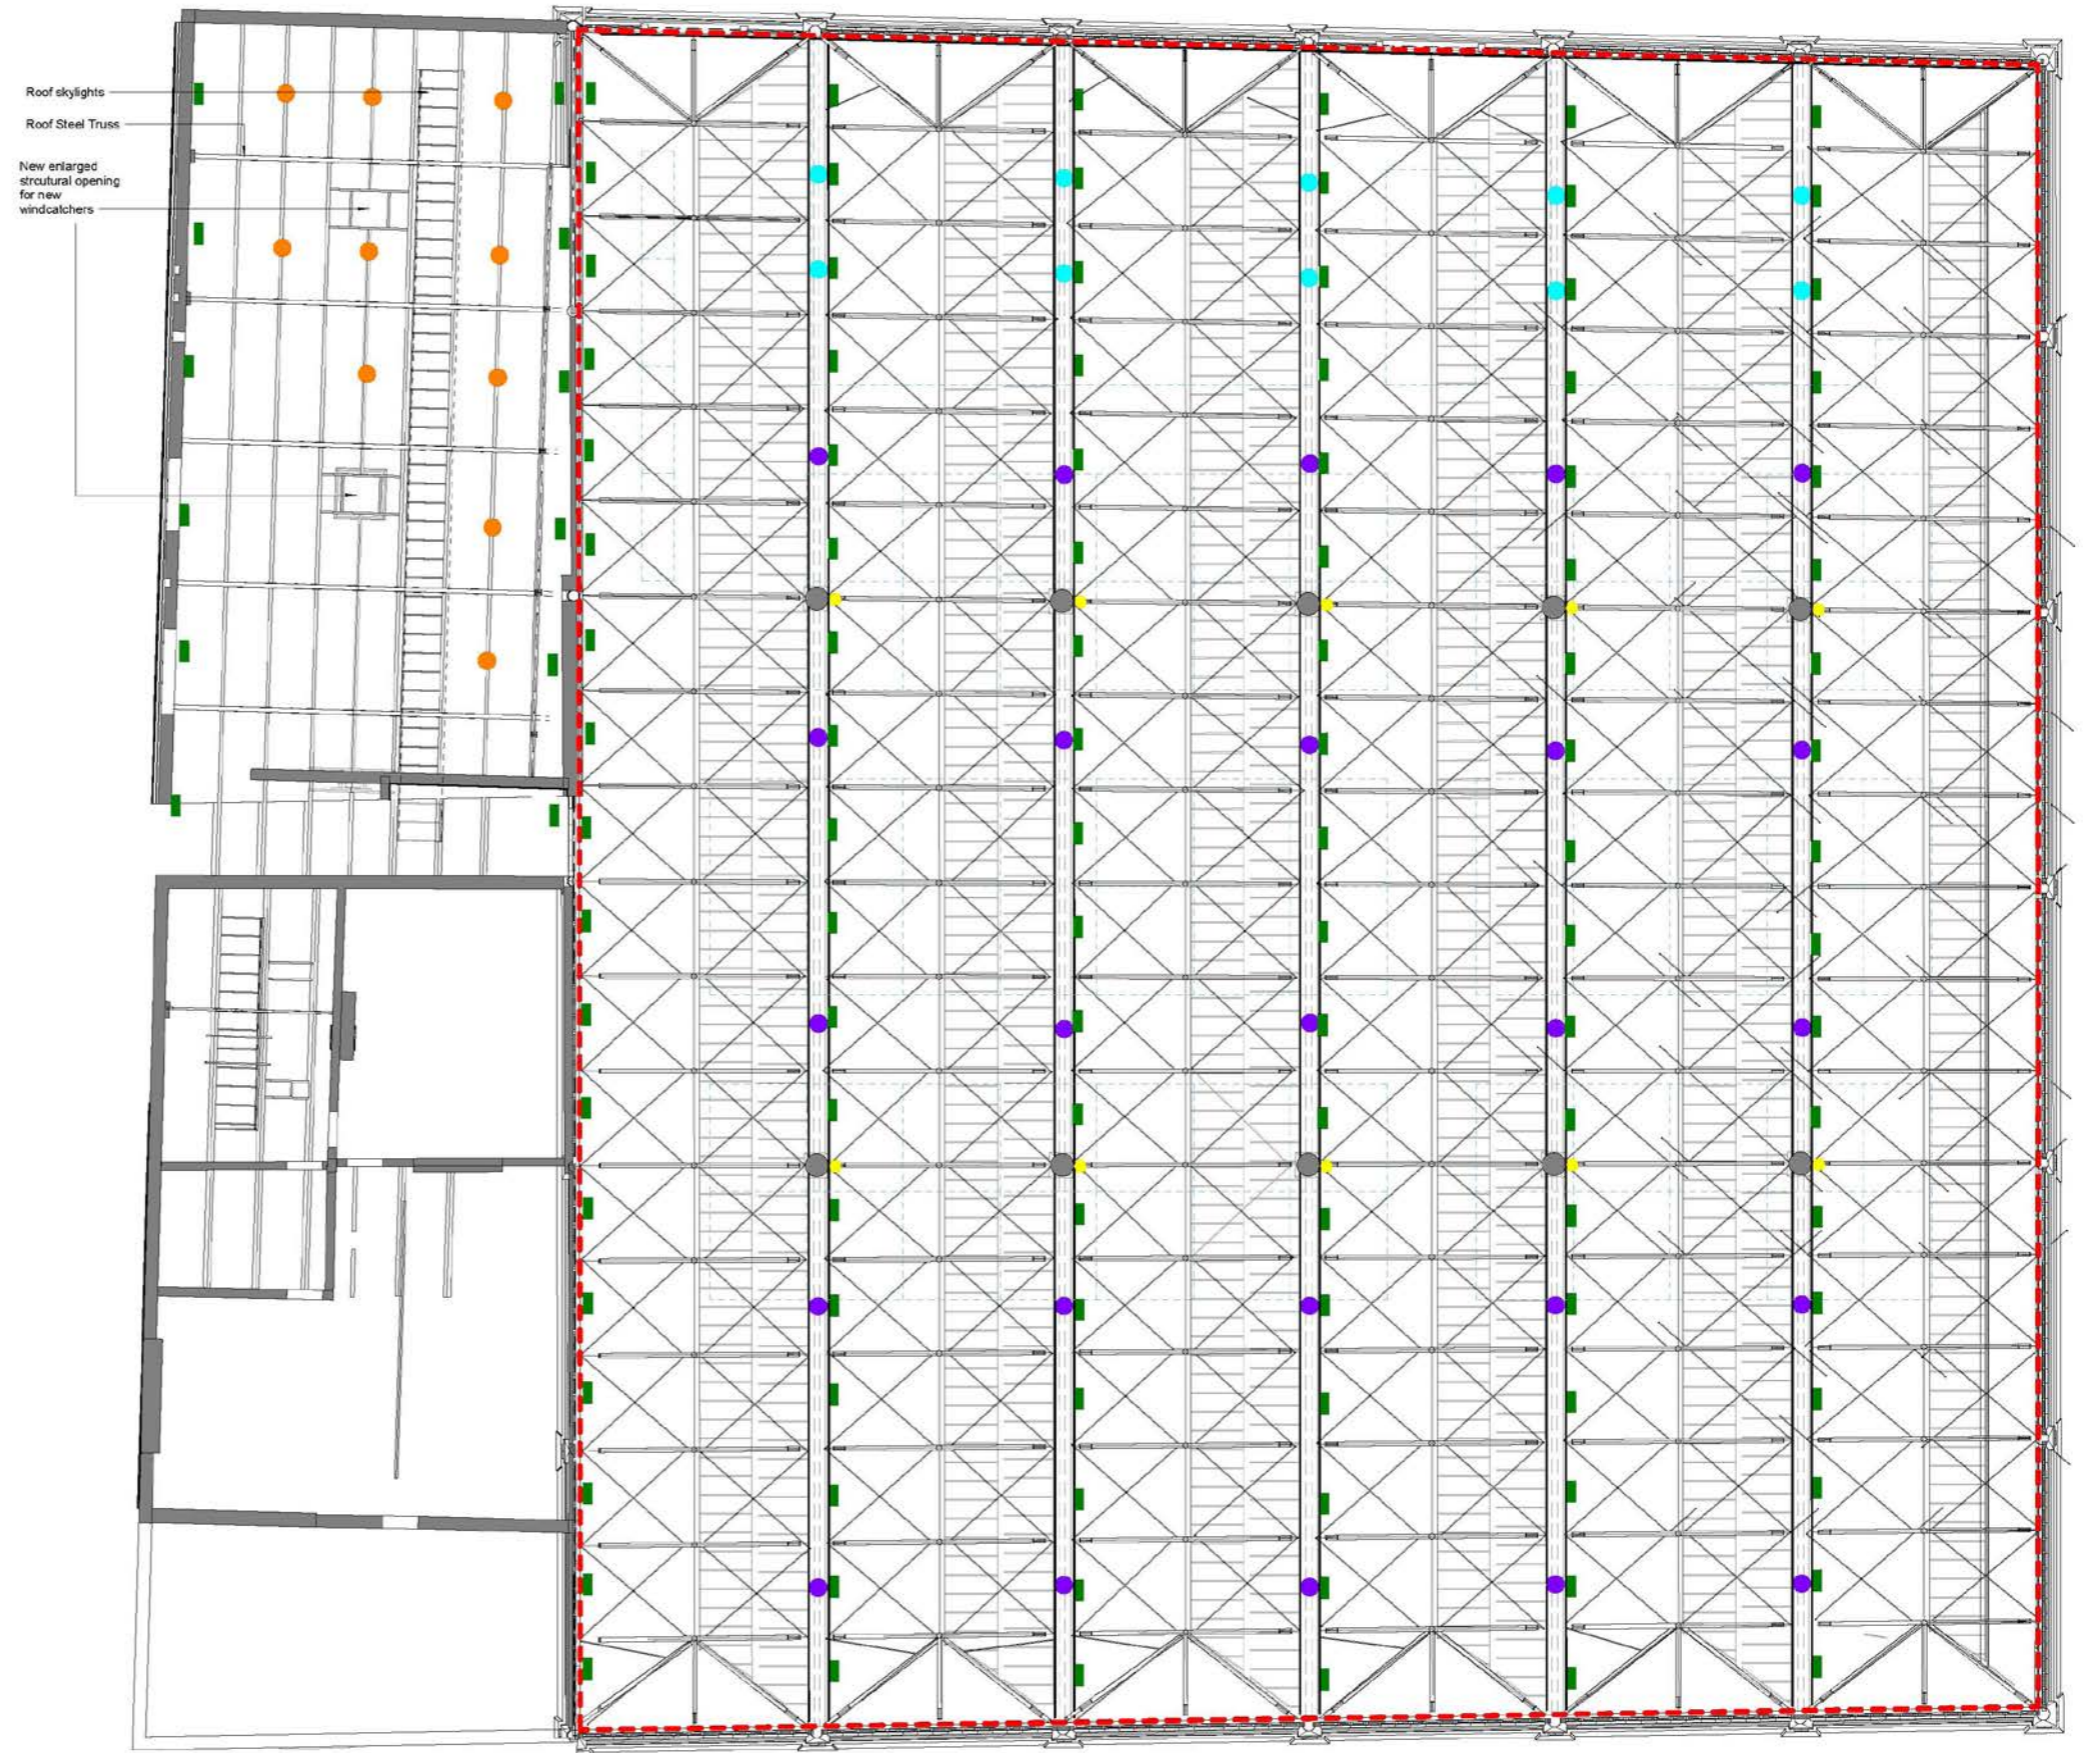 Roof skylights
Roof Steel Truss
New enlarged
strcutural opening
for new
windcatchers